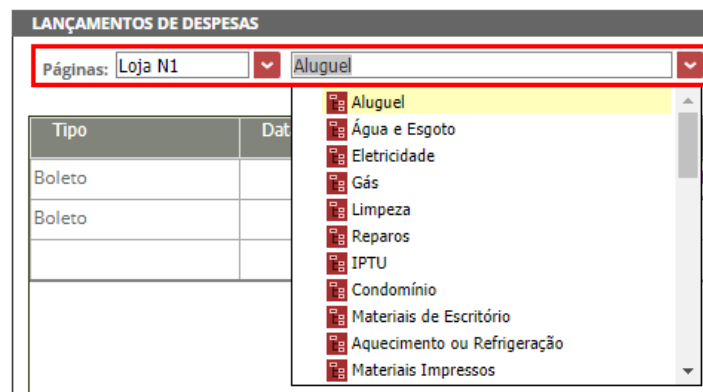 LANÇAMENTOS DE DESPESAS
Páginas: Loja N1 Aluguel
Aluguel
Tipo Dat Água e Esgoto
Eletricidade
Boleto Gás
Limpeza
Boleto Reparos
IPTU
Condomínio
Materiais de Escritório
Aquecimento ou Refrigeração
Materiais Impressos